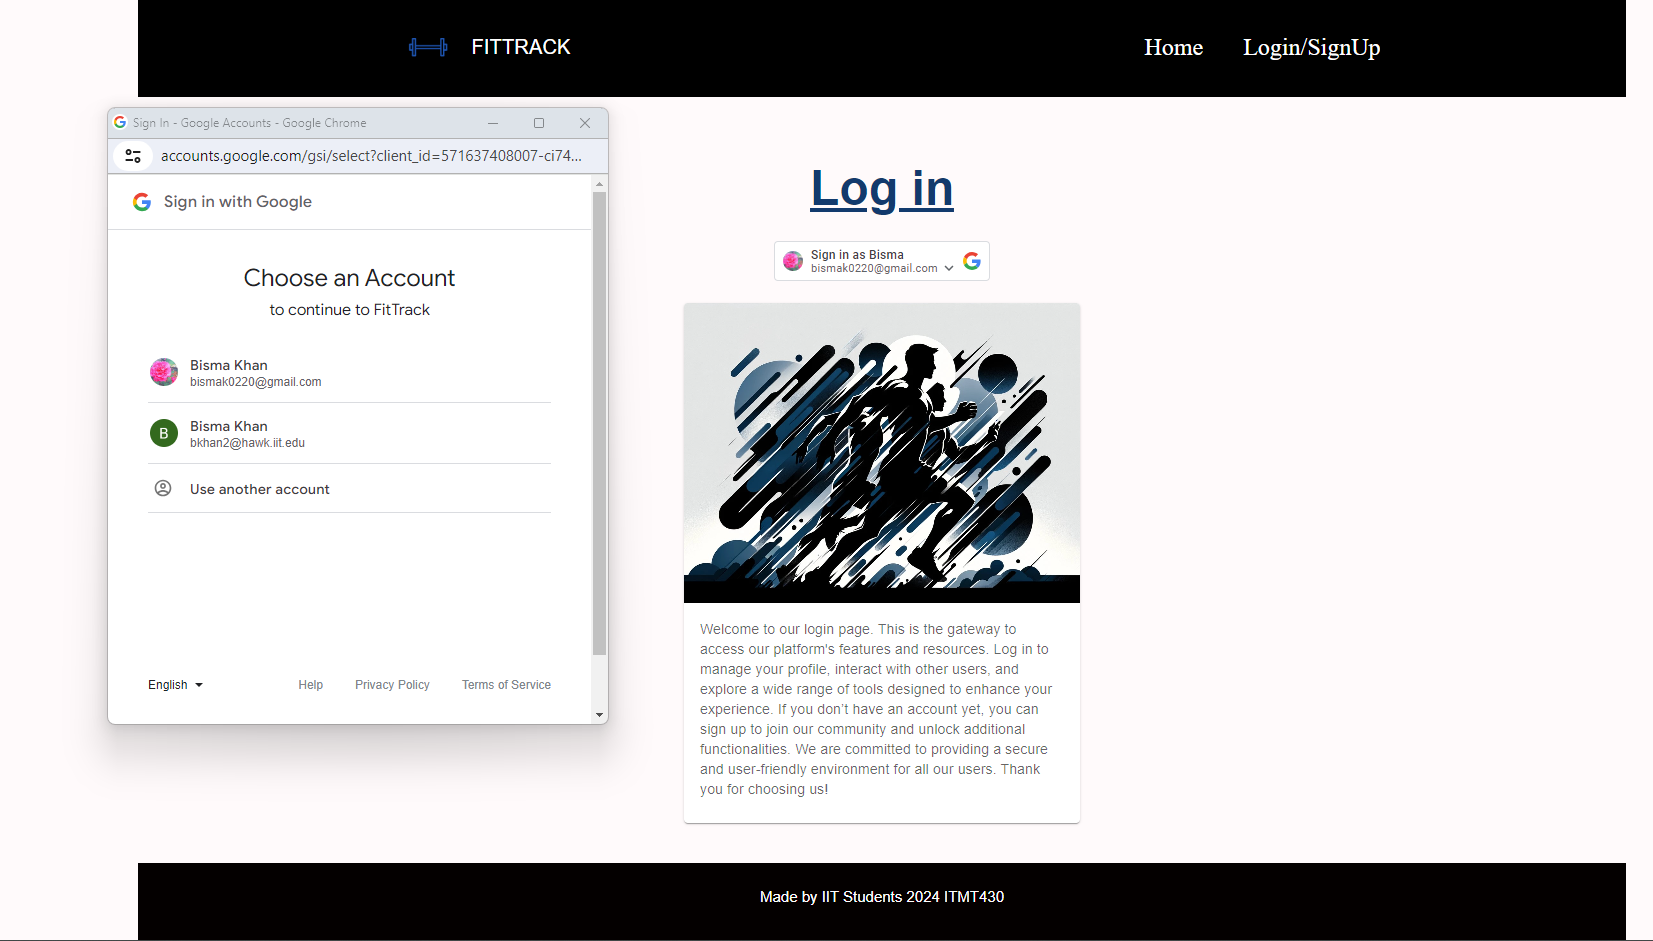 FITTRACK
Home
Login/SignUp
Sign In - Google Accounts - Google Chrome
accounts.google.com/gsi/select?client_id=571637408007-ci74...
Sign in with Google
Choose an Account
to continue to FitTrack
Bisma Khan
bismak0220@gmail.com
B
Bisma Khan
bkhan2@hawk.iit.edu
Use another account
English
Help
Privacy Policy
Terms of Service
Log in
Sign in as Bisma
bismak0220@gmail.com
Welcome to our login page. This is the gateway to
access our platform's features and resources. Log in to
manage your profile, interact with other users, and
explore a wide range of tools designed to enhance your
experience. If you don't have an account yet, you can
sign up to join our community and unlock additional
functionalities. We are committed to providing a secure
and user-friendly environment for all our users. Thank
you for choosing us!
Made by IIT Students 2024 ITMT430